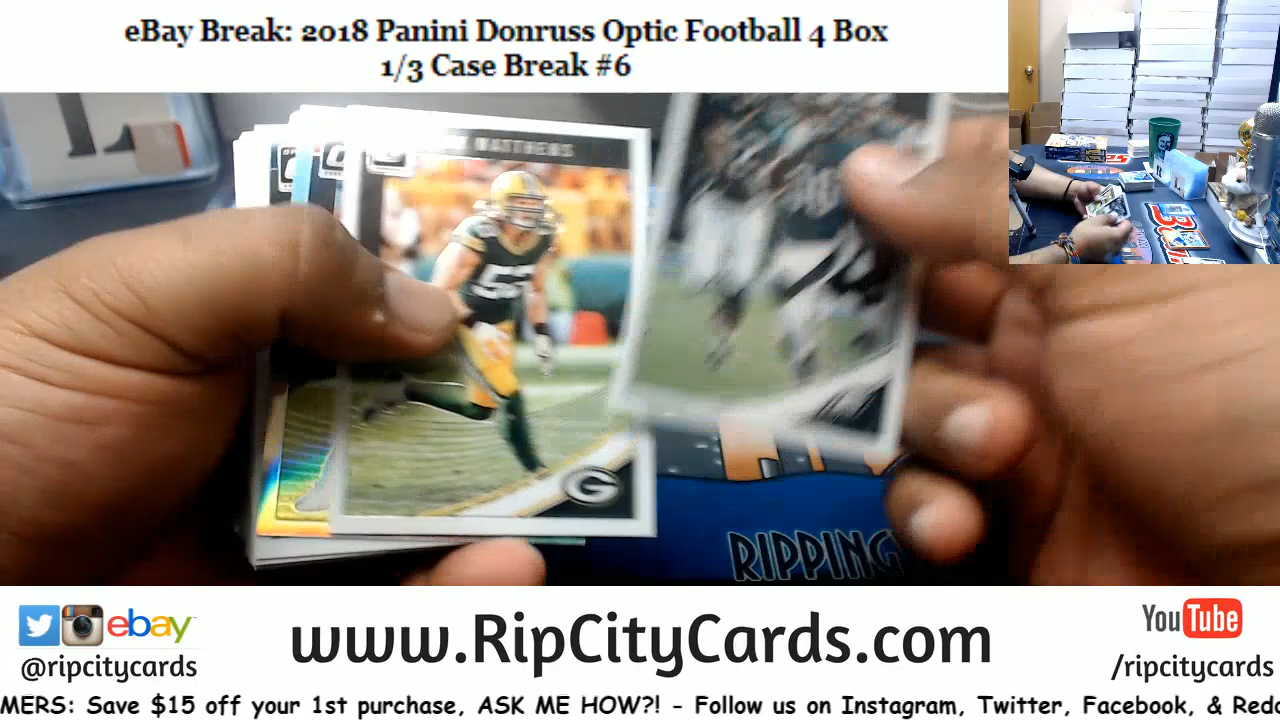 eBay Break: 2018 Panini Donruss Optic Football 4 Box
1/3 Case Break #6
MATTHEWS
52
G
RIPPING
ebay
@ripcitycards
www.RipCityCards.com
YouTube
/ripcitycards
MERS: Save $15 off your 1st purchase, ASK ME HOW?! - Follow us on Instagram, Twitter, Facebook, & Redd